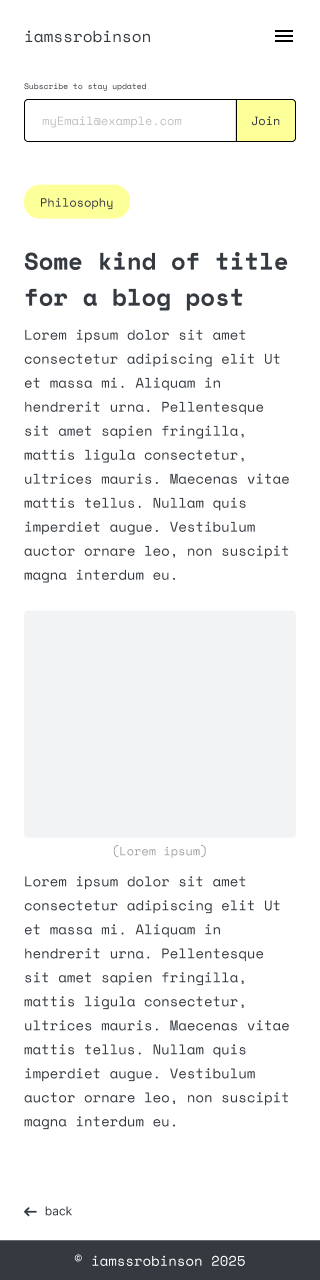 iamssrobinson
Subscribe to stay updated
myEmail@example.com
Join
Philosophy
Some kind of title
for a blog post
Lorem ipsum dolor sit amet
consectetur adipiscing elit Ut
et massa mi. Aliquam in
hendrerit urna. Pellentesque
sit amet sapien fringilla,
mattis ligula consectetur,
ultrices mauris. Maecenas vitae
mattis tellus. Nullam quis
imperdiet augue. Vestibulum
auctor ornare leo, non suscipit
magna interdum eu.
(Lorem ipsum)
Lorem ipsum dolor sit amet
consectetur adipiscing elit Ut
et massa mi. Aliquam in
hendrerit urna. Pellentesque
sit amet sapien fringilla,
mattis ligula consectetur,
ultrices mauris. Maecenas vitae
mattis tellus. Nullam quis
imperdiet augue. Vestibulum
auctor ornare leo, non suscipit
magna interdum eu.
back
© iamssrobinson 2025